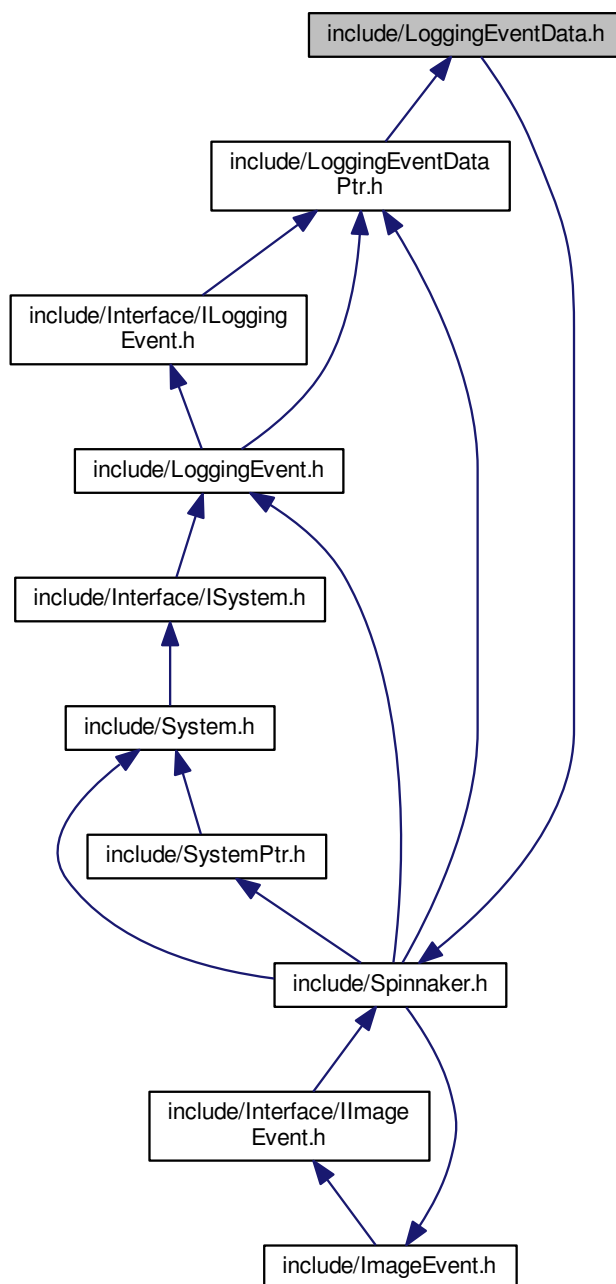 include/LoggingEventData.h
include/LoggingEventData
Ptr.h
include/Interface/ILogging
Event.h
include/LoggingEvent.h
include/Interface/ISystem.h
include/System.h
include/SystemPtr.h
include/Spinnaker.h
include/Interface/IImage
Event.h
include/ImageEvent.h